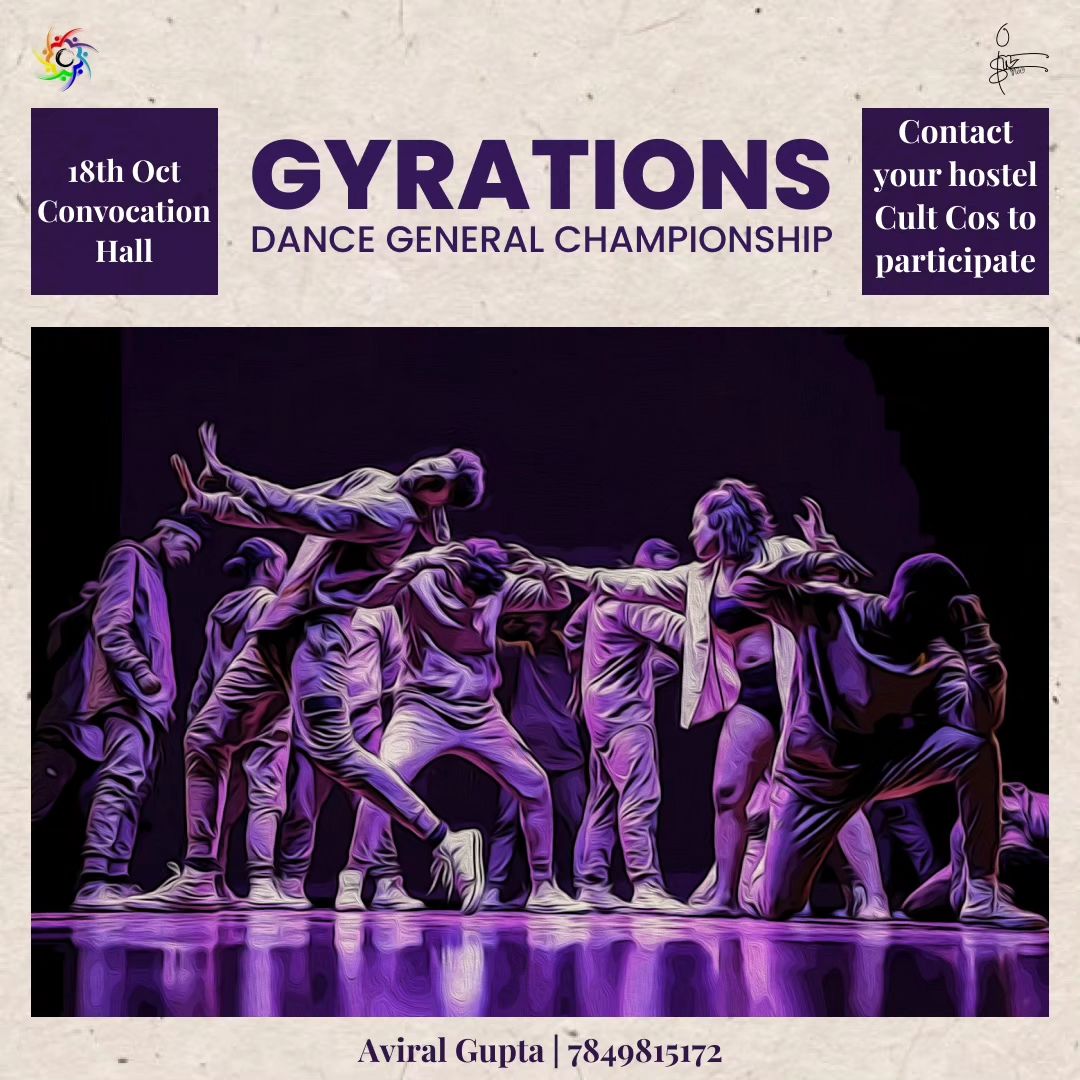 18th Oct
Convocation
Hall
GYRATIONS
DANCE GENERAL CHAMPIONSHIP
Contact
your hostel
Cult Cos to
participate
Aviral Gupta | 7849815172